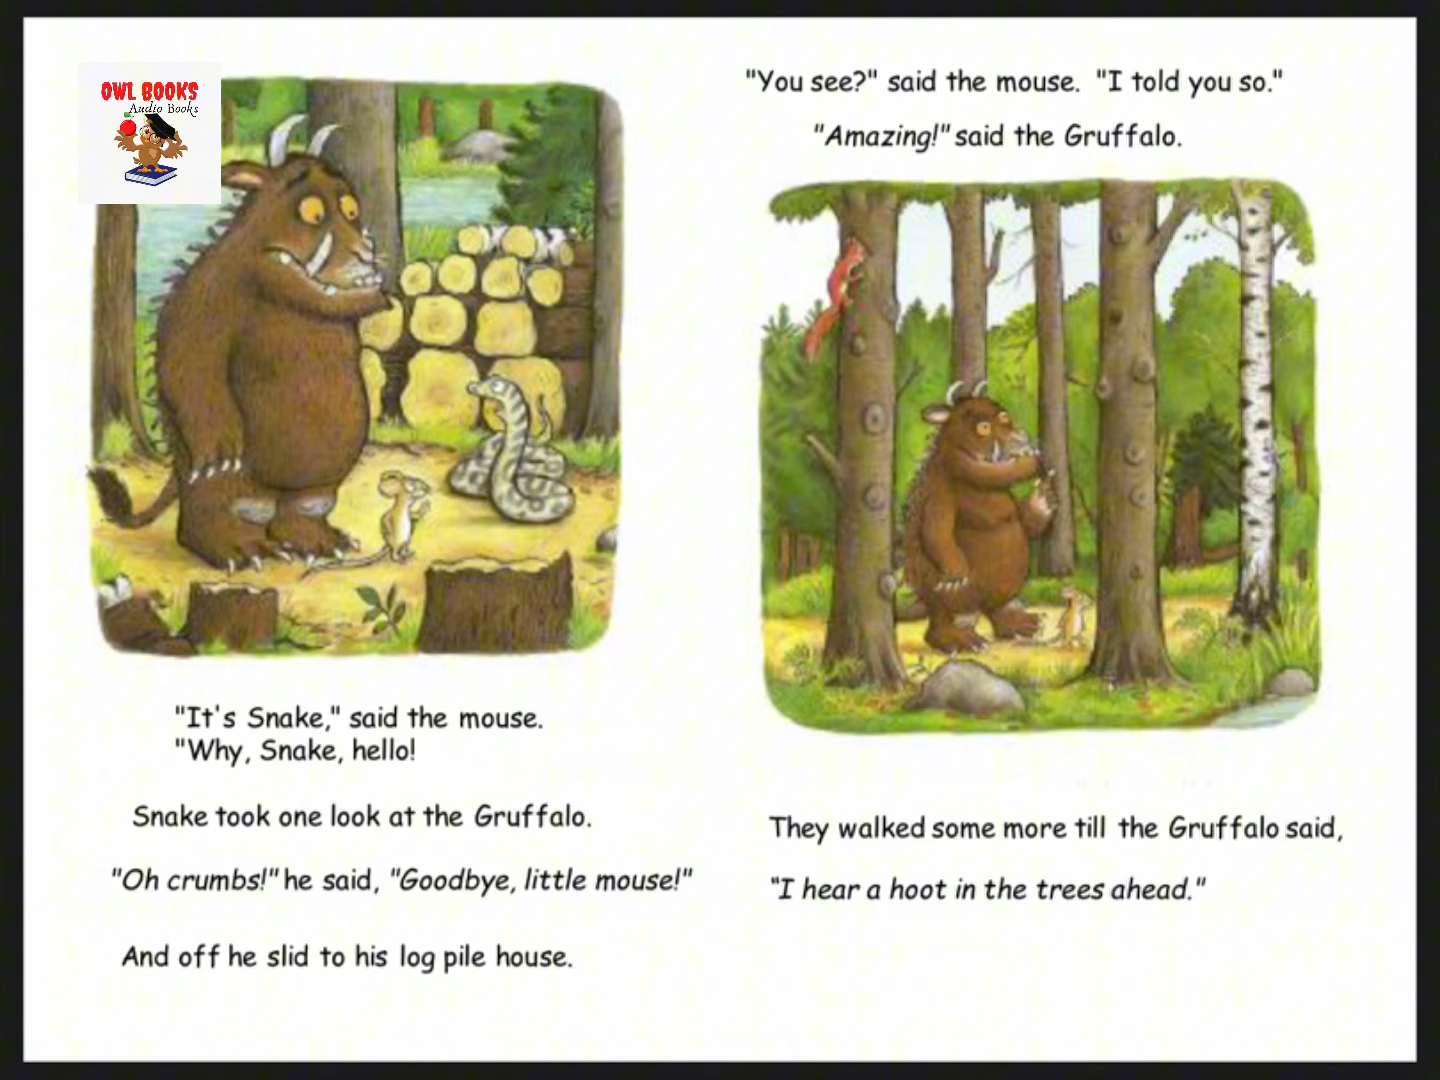 OWL BOOKS
Audio Books
"It's Snake," said the mouse.
"Why, Snake, hello!
Snake took one look at the Gruffalo.
"Oh crumbs!" he said, "Goodbye, little mouse!"
And off he slid to his log pile house.
"You see?" said the mouse. "I told you so."
"Amazing!" said the Gruffalo.
They walked some more till the Gruffalo said,
"I hear a hoot in the trees ahead."